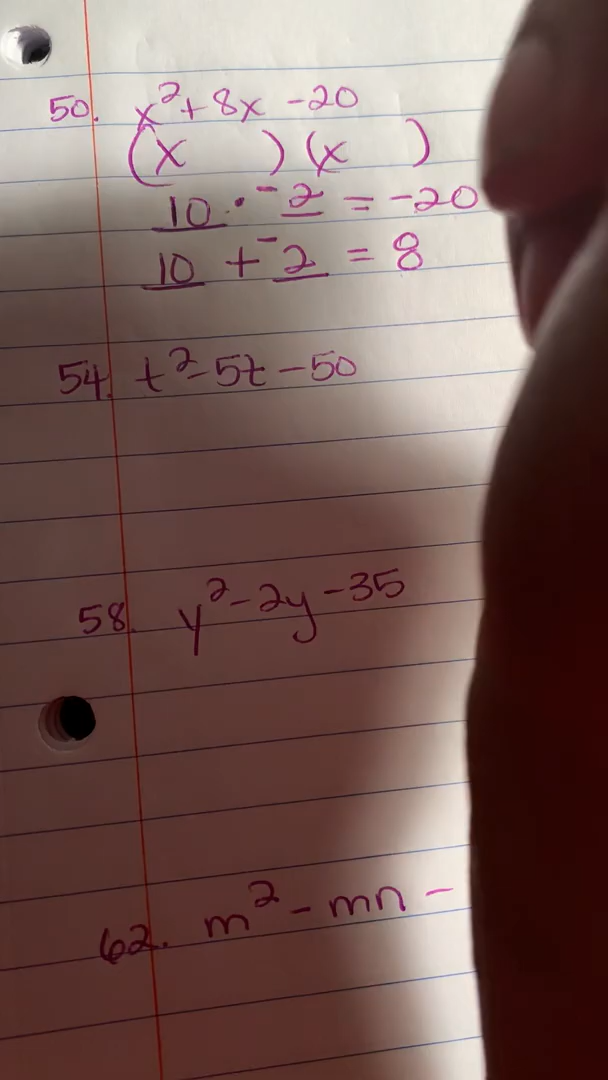 50. x²+8x -20
(x ) (x )
10 · -2 = -20
10 + -2 = 8
54. t²-5t-50
58. y²-2y-35
62. m²-mn-